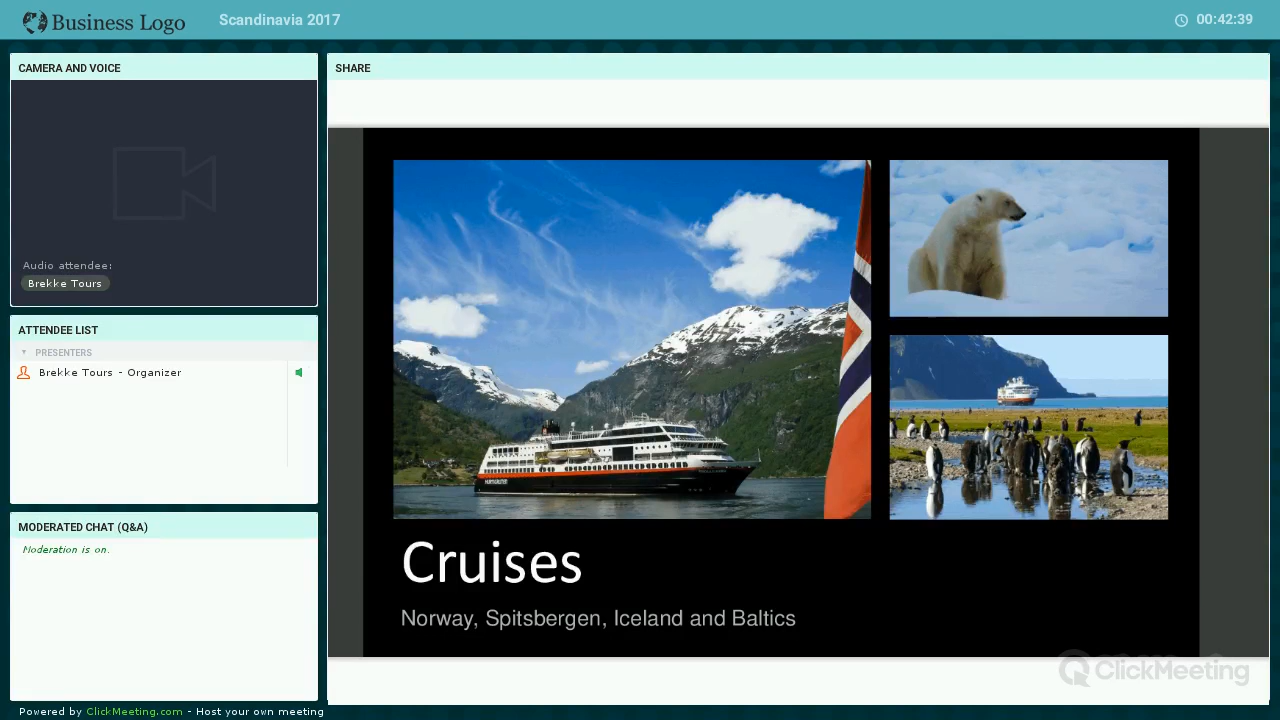 Business Logo
Scandinavia 2017
00:42:39
CAMERA AND VOICE
Audio attendee:
Brekke Tours
ATTENDEE LIST
PRESENTERS
Brekke Tours - Organizer
MODERATED CHAT (Q&A)
Moderation is on.
SHARE
HURTIGRUTEN
Cruises
Norway, Spitsbergen, Iceland and Baltics
ClickMeeting
Powered by ClickMeeting.com - Host your own meeting